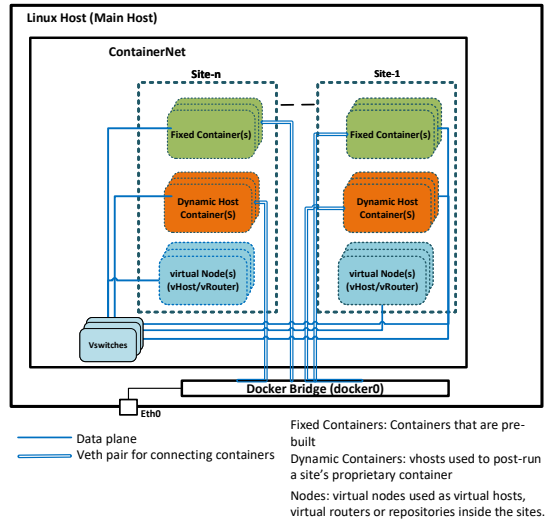 Linux Host (Main Host)
ContainerNet
Site-n
Site-1
Fixed Container(s)
Fixed Container(s)
Dynamic Host
Container(S)
Dynamic Host
Container(S)
virtual Node(s)
(vHost/vRouter)
virtual Node(s)
(vHost/vRouter)
Vswitches
Docker Bridge (docker0)
Eth0
Data plane
Veth pair for connecting containers
Fixed Containers: Containers that are pre-
built
Dynamic Containers: vhosts used to post-run
a site's proprietary container
Nodes: virtual nodes used as virtual hosts,
virtual routers or repositories inside the sites.